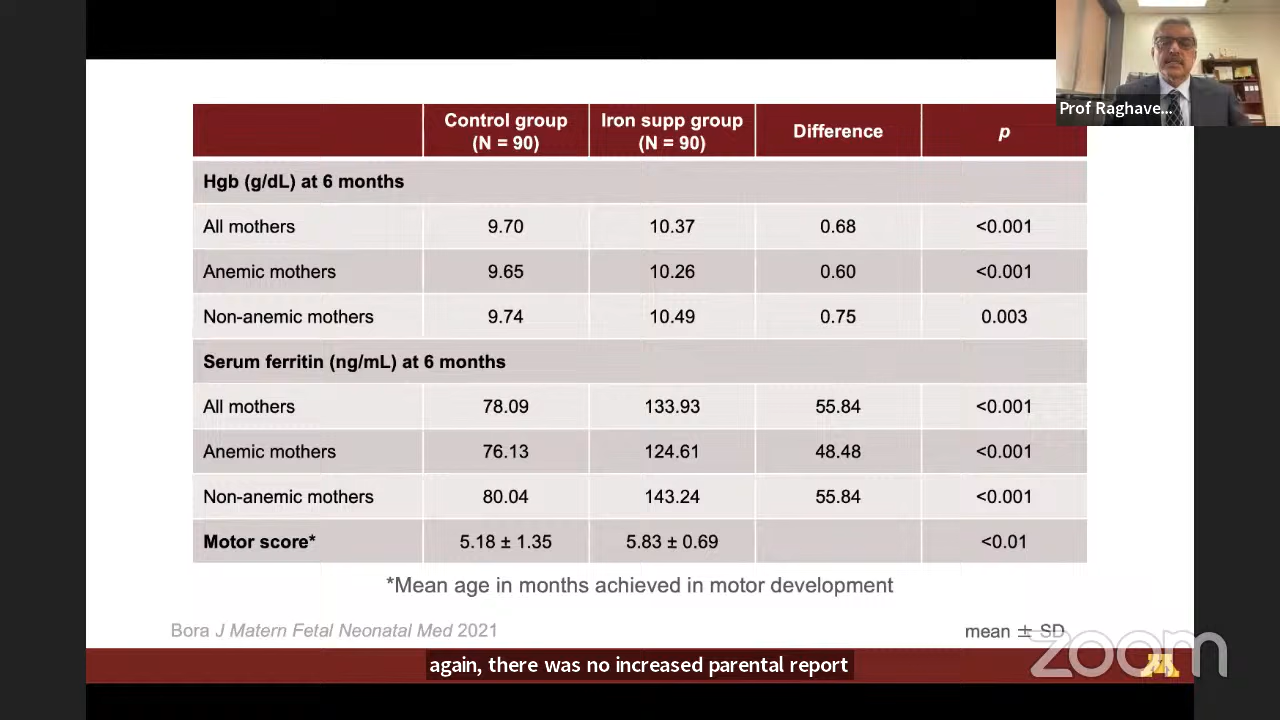 Prof Raghave...
Control group Iron supp group Difference p
(N = 90) (N = 90)
Hgb (g/dL) at 6 months
All mothers 9.70 10.37 0.68 <0.001
Anemic mothers 9.65 10.26 0.60 <0.001
Non-anemic mothers 9.74 10.49 0.75 0.003
Serum ferritin (ng/mL) at 6 months
All mothers 78.09 133.93 55.84 <0.001
Anemic mothers 76.13 124.61 48.48 <0.001
Non-anemic mothers 80.04 143.24 55.84 <0.001
Motor score* 5.18 ± 1.35 5.83 ± 0.69 <0.01
*Mean age in months achieved in motor development
Bora J Matern Fetal Neonatal Med 2021 mean ± SD
zoom
again, there was no increased parental report